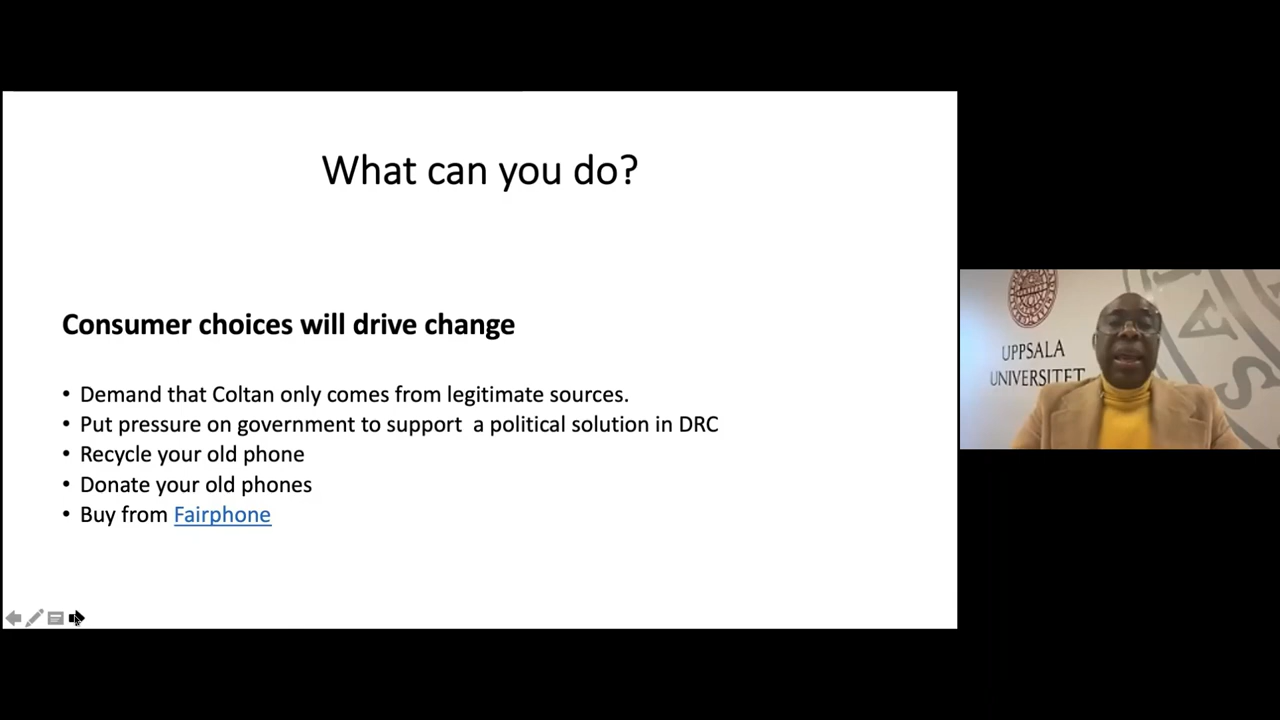 What can you do?
Consumer choices will drive change
• Demand that Coltan only comes from legitimate sources.
• Put pressure on government to support  a political solution in DRC
• Recycle your old phone
• Donate your old phones
• Buy from Fairphone
UPPSALA
UNIVERSITET